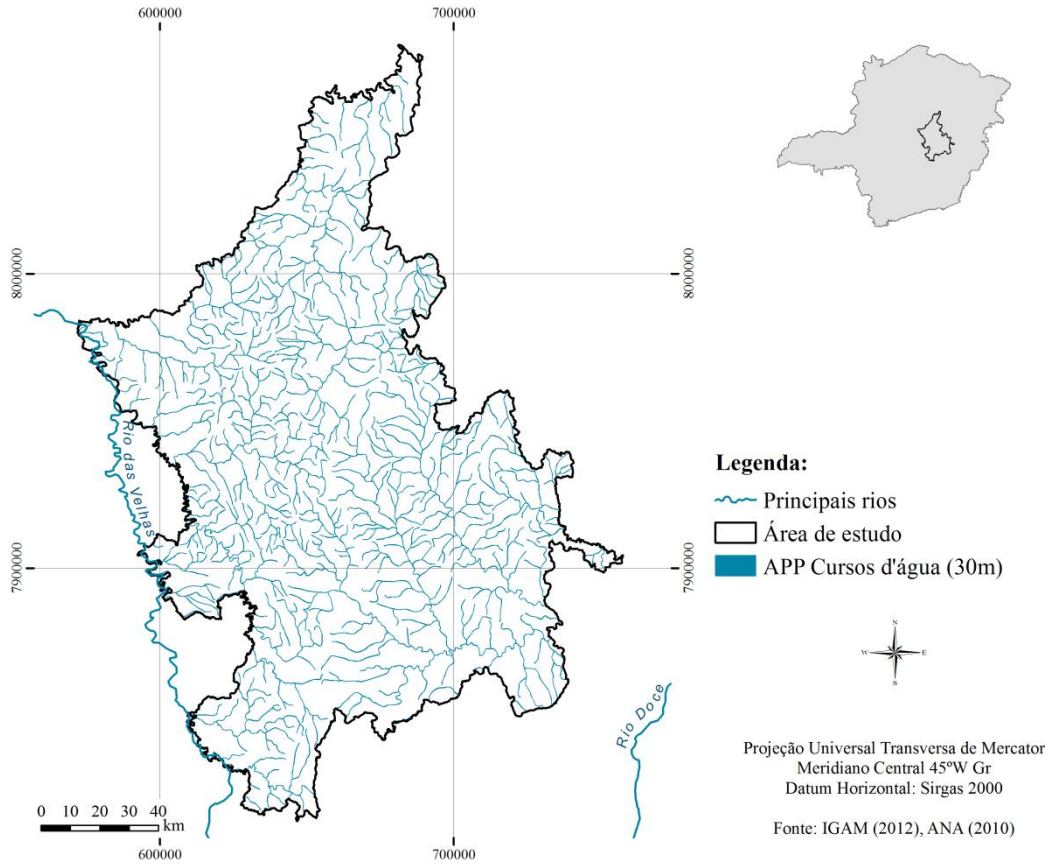 600000
700000
8000000
8000000
Rio das Velhas
Legenda:
Principais rios
Área de estudo
APP Cursos d'água (30m)
7900000
7900000
N
W
E
S
Rio Doce
Projeção Universal Transversa de Mercator
Meridiano Central 45ºW Gr
Datum Horizontal: Sirgas 2000
Fonte: IGAM (2012), ANA (2010)
0 10 20 30 40
km
600000
700000